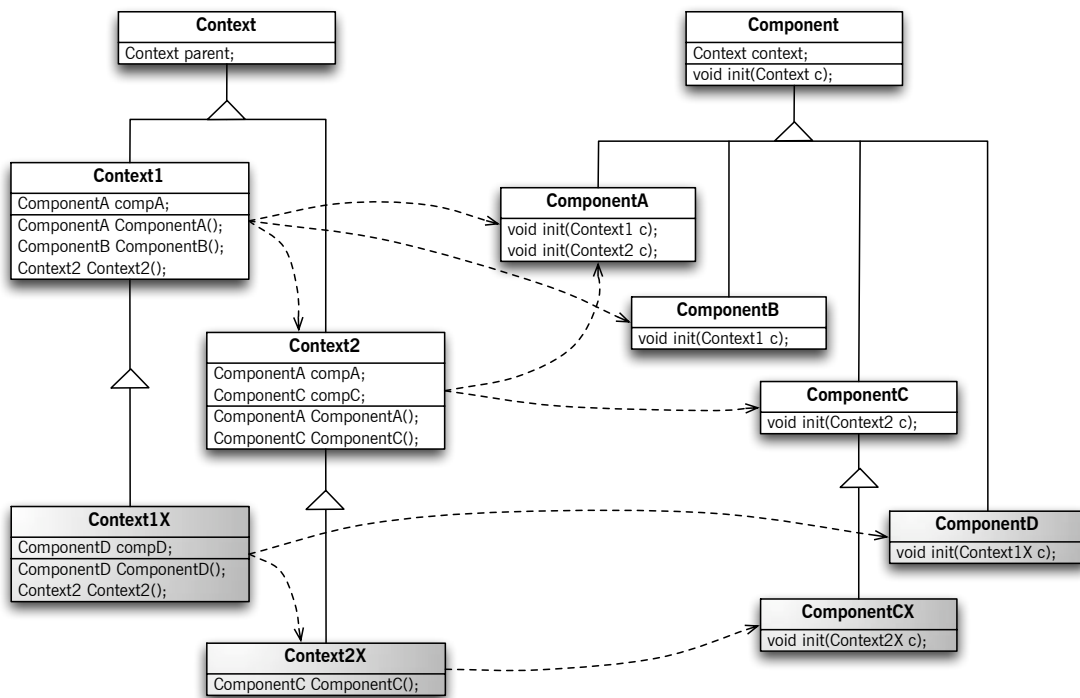 Context
Context parent;
Component
Context context;
void init(Context c);
Context1
ComponentA compA;
ComponentA ComponentA();
ComponentB ComponentB();
Context2 Context2();
ComponentA
void init(Context1 c);
void init(Context2 c);
ComponentB
void init(Context1 c);
Context2
ComponentA compA;
ComponentC compC;
ComponentA ComponentA();
ComponentC ComponentC();
ComponentC
void init(Context2 c);
Context1X
ComponentD compD;
ComponentD ComponentD();
Context2 Context2();
ComponentD
void init(Context1X c);
ComponentCX
void init(Context2X c);
Context2X
ComponentC ComponentC();